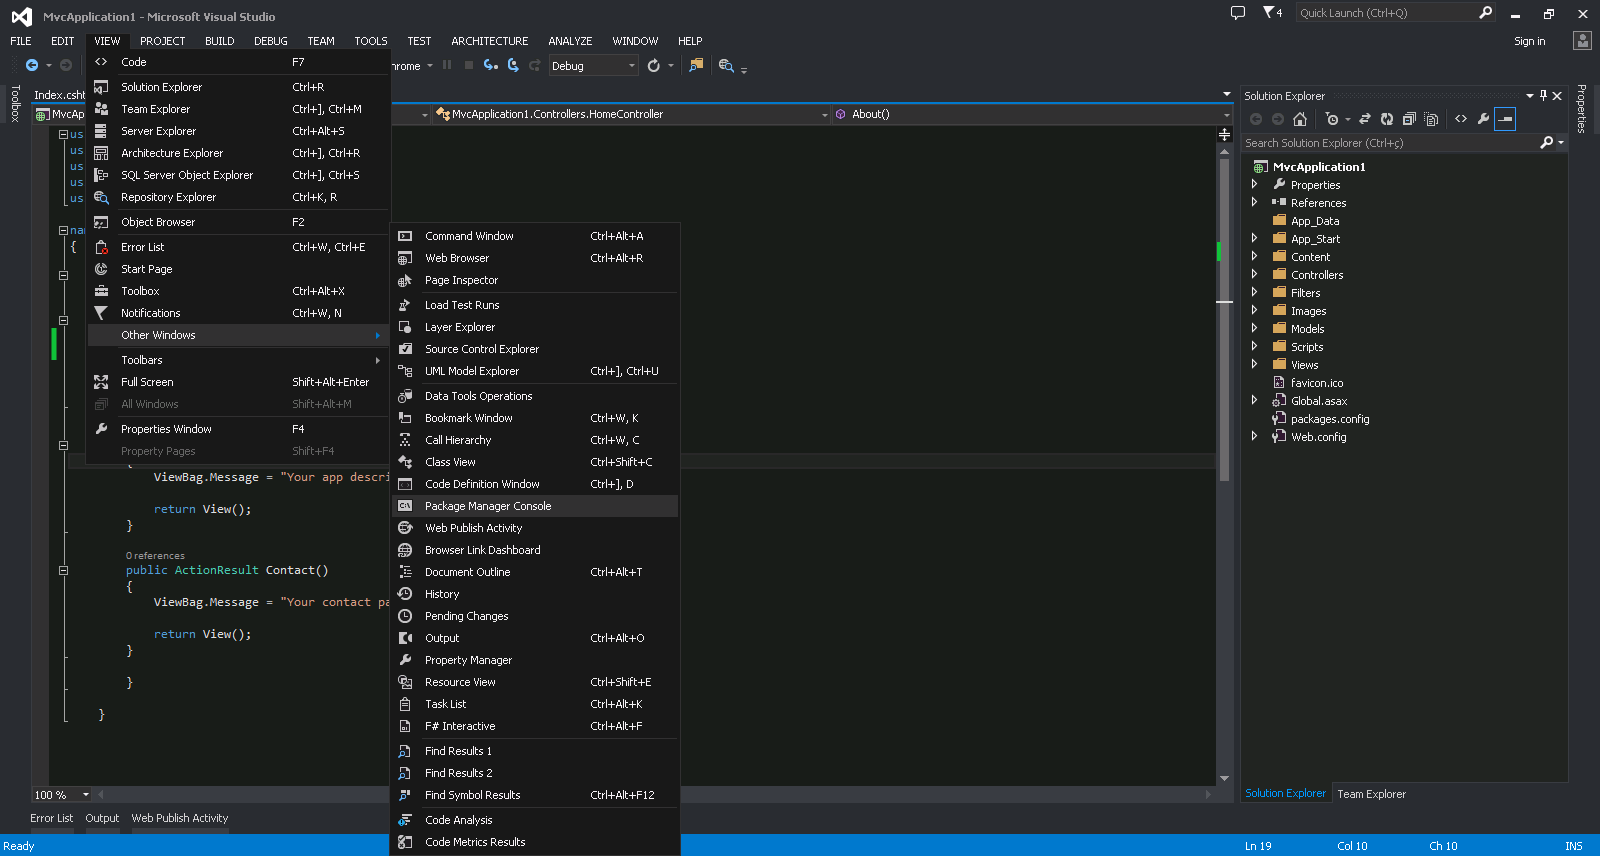 MvcApplication1 - Microsoft Visual Studio
4
Quick Launch (Ctrl+Q)
FILE EDIT VIEW PROJECT BUILD DEBUG TEAM TOOLS TEST ARCHITECTURE ANALYZE WINDOW HELP
Sign in
Debug
Toolbox
Code F7
Solution Explorer Ctrl+R
Team Explorer Ctrl+], Ctrl+M
Server Explorer Ctrl+Alt+S
Architecture Explorer Ctrl+], Ctrl+R
SQL Server Object Explorer Ctrl+], Ctrl+S
Repository Explorer Ctrl+K, R
Object Browser F2
Error List Ctrl+W, Ctrl+E
Start Page
Toolbox Ctrl+Alt+X
Notifications Ctrl+W, N
Other Windows
Toolbars
Full Screen Shift+Alt+Enter
All Windows Shift+Alt+M
Properties Window F4
Property Pages Shift+F4
Command Window Ctrl+Alt+A
Web Browser Ctrl+Alt+R
Page Inspector
Load Test Runs
Layer Explorer
Source Control Explorer
UML Model Explorer Ctrl+], Ctrl+U
Data Tools Operations
Bookmark Window Ctrl+W, K
Call Hierarchy Ctrl+W, C
Class View Ctrl+Shift+C
Code Definition Window Ctrl+], D
Package Manager Console
Web Publish Activity
Browser Link Dashboard
Document Outline Ctrl+Alt+T
History
Pending Changes
Output Ctrl+Alt+O
Property Manager
Resource View Ctrl+Shift+E
Task List Ctrl+Alt+K
F# Interactive Ctrl+Alt+F
Find Results 1
Find Results 2
Find Symbol Results Ctrl+Alt+F12
Code Analysis
Code Metrics Results
hrome
Index.csht
MvcAp
MvcApplication1.Controllers.HomeController
About()
us
us
us
us
us
nam
{
{
ViewBag.Message = "Your app descri
return View();
}
0 references
public ActionResult Contact()
{
ViewBag.Message = "Your contact pa
return View();
}
}
}
100 %
Error List Output Web Publish Activity
Solution Explorer
Search Solution Explorer (Ctrl+ç)
MvcApplication1
Properties
References
App_Data
App_Start
Content
Controllers
Filters
Images
Models
Scripts
Views
favicon.ico
Global.asax
packages.config
Web.config
Solution Explorer Team Explorer
Properties
Ready
Ln 19 Col 10 Ch 10 INS